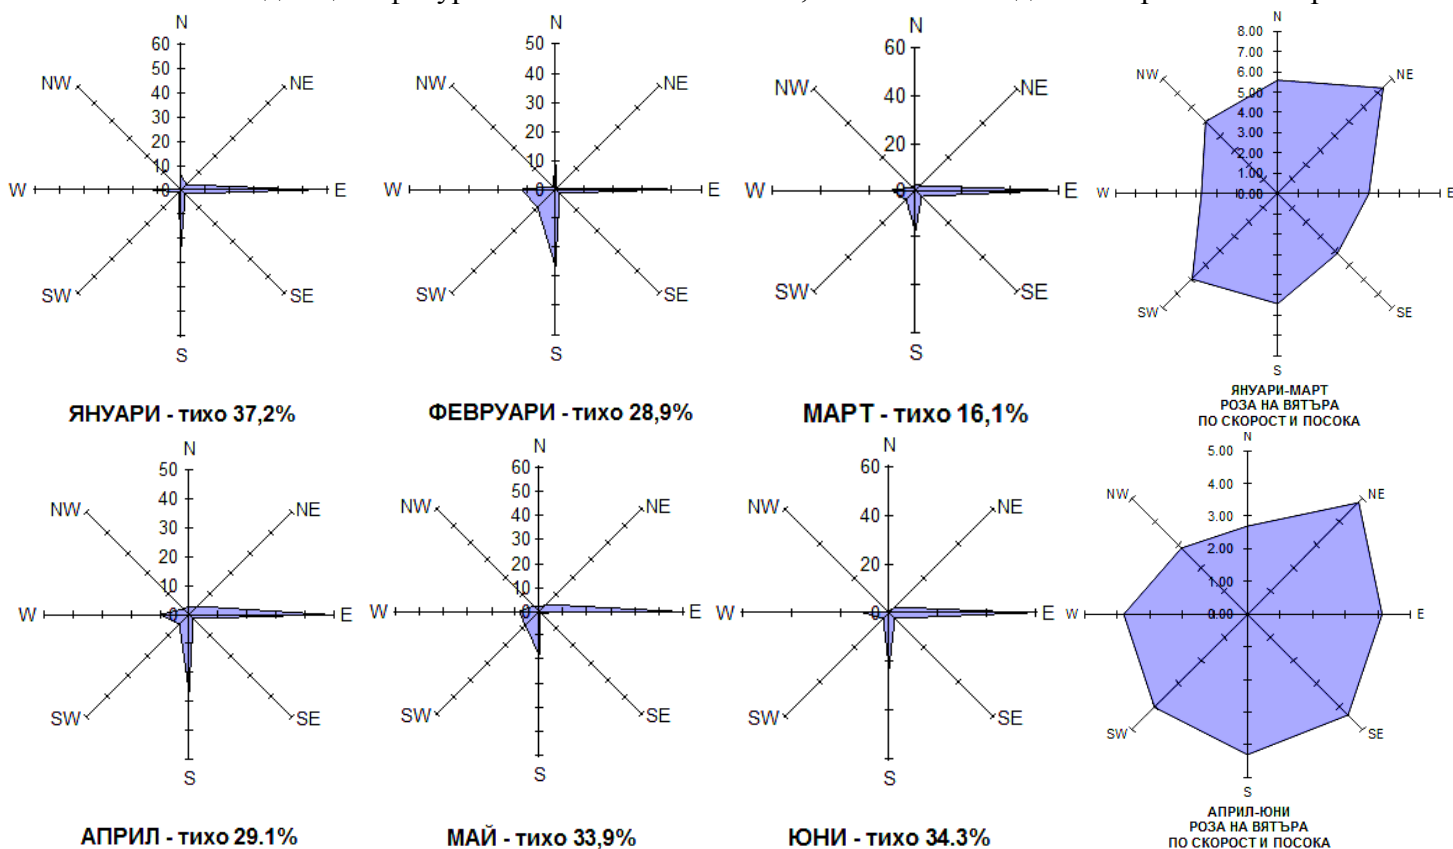 N
60
50
40
30
20
10
0
NW
NE
W
E
SW
SE
S
ЯНУАРИ - тихо 37,2%
N
50
40
30
20
10
0
NW
NE
W
E
SW
SE
S
ФЕВРУАРИ - тихо 28,9%
N
60
40
20
0
NW
NE
W
E
SW
SE
S
МАРТ - тихо 16,1%
N
8.00
7.00
6.00
5.00
4.00
3.00
2.00
1.00
0.00
NW
NE
W
E
SW
SE
S
ЯНУАРИ-МАРТ
РОЗА НА ВЯТЪРА
ПО СКОРОСТ И ПОСОКА
N
50
40
30
20
10
0
NW
NE
W
E
SW
SE
S
АПРИЛ - тихо 29.1%
N
60
50
40
30
20
10
0
NW
NE
W
E
SW
SE
S
МАЙ - тихо 33,9%
N
60
40
20
0
NW
NE
W
E
SW
SE
S
ЮНИ - тихо 34.3%
N
5.00
4.00
3.00
2.00
1.00
0.00
NW
NE
W
E
SW
SE
S
АПРИЛ-ЮНИ
РОЗА НА ВЯТЪРА
ПО СКОРОСТ И ПОСОКА